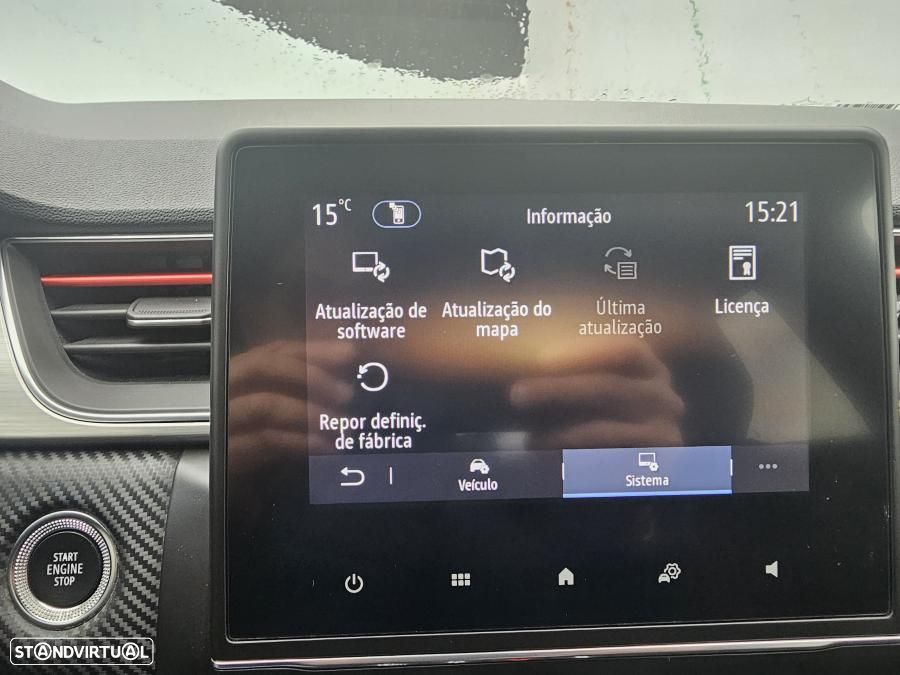 15°C
Informação
15:21
Atualização de
software
Atualização do
mapa
Última
atualização
Licença
Repor definiç.
de fábrica
Veículo
Sistema
START
ENGINE
STOP
STANDVIRTUAL